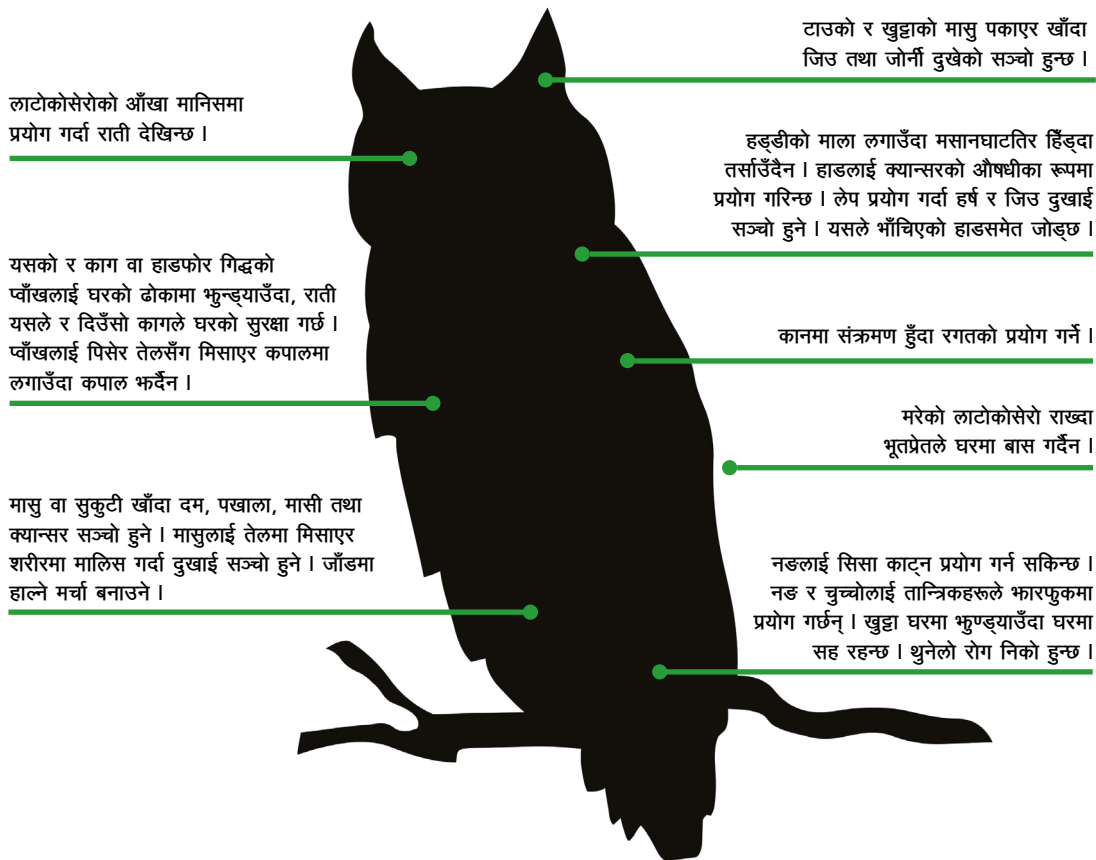 लाटोकोसेरोको आँखा मानिसमा
प्रयोग गर्दा राती देखिन्छ ।
यसको र काग वा हाडफोर गिद्धको
प्वाँखलाई घरको ढोकामा झुन्ड्याउँदा, राती
यसले र दिउँसो कागले घरको सुरक्षा गर्छ ।
प्वाँखलाई पिसेर तेलसँग मिसाएर कपालमा
लगाउँदा कपाल झर्दैन ।
मासु वा सुकुटी खाँदा दम, पखाला, मासी तथा
क्यान्सर सञ्चो हुने । मासुलाई तेलमा मिसाएर
शरीरमा मालिस गर्दा दुखाई सञ्चो हुने । जाँडमा
हाल्ने मर्चा बनाउने ।
टाउको र खुट्टाको मासु पकाएर खाँदा
जिउ तथा जोर्नी दुखेको सञ्चो हुन्छ ।
हड्डीको माला लगाउँदा मसानघाटतिर हिँड्दा
तर्साउँदैन । हाडलाई क्यान्सरको औषधीका रूपमा
प्रयोग गरिन्छ । लेप प्रयोग गर्दा हर्ष र जिउ दुखाई
सञ्चो हुने । यसले भाँचिएको हाडसमेत जोड्छ ।
कानमा संक्रमण हुँदा रगतको प्रयोग गर्ने ।
मरेको लाटोकोसेरो राख्दा
भूतप्रेतले घरमा बास गर्दैन ।
नङलाई सिसा काट्न प्रयोग गर्न सकिन्छ ।
नङ र चुच्चोलाई तान्त्रिकहरूले झारफुकमा
प्रयोग गर्छन् । खुट्टा घरमा झुण्ड्याउँदा घरमा
सह रहन्छ । थुनेलो रोग निको हुन्छ ।